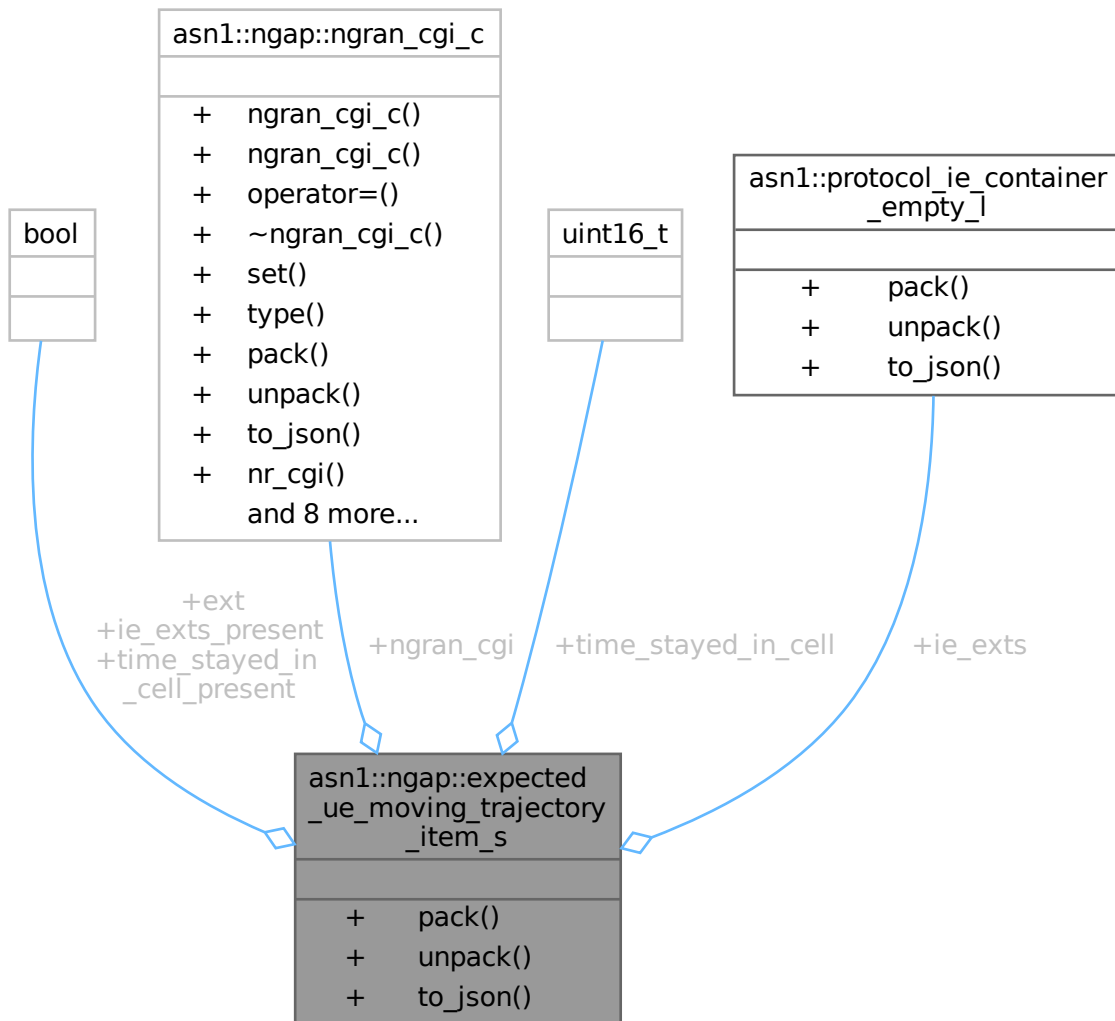 asn1::ngap::ngran_cgi_c
+ ngran_cgi_c()
+ ngran_cgi_c()
+ operator=()
+ ~ngran_cgi_c()
+ set()
+ type()
+ pack()
+ unpack()
+ to_json()
+ nr_cgi()
and 8 more...
bool
uint16_t
asn1::protocol_ie_container
_empty_l
+ pack()
+ unpack()
+ to_json()
+ext
+ie_exts_present
+time_stayed_in
_cell_present
+ngran_cgi
+time_stayed_in_cell
+ie_exts
asn1::ngap::expected
_ue_moving_trajectory
_item_s
+ pack()
+ unpack()
+ to_json()